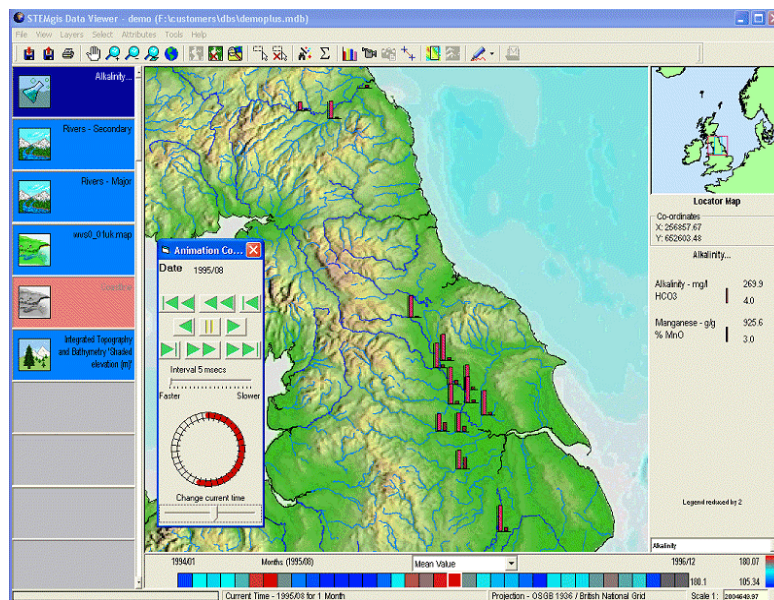 STEMgis Data Viewer - demo (F:\customers\dbs\demoplus.mdb)
File View Layers Select Attributes Tools Help
Alkalinity...
Rivers - Secondary
Rivers - Major
wvs0_01uk.map
Integrated Topography
and Bathymetry 'Shaded
elevation (m)'
Animation Co...
Date 1995/08
Interval 5 msecs
Faster Slower
Change current time
Locator Map
Co-ordinates
X: 256857.67
Y: 652603.48
Alkalinity...
Alkalinity - mg/l 269.9
HCO3 4.0
Manganese - g/g 925.6
% MnO 3.0
Legend reduced by 2
Alkalinity
1994/01 Months (1995/08) Mean Value 1996/12 180.07
188.1 105.34
Current Time - 1995/08 for 1 Month Projection - OSGB 1936 / British National Grid Scale 1: